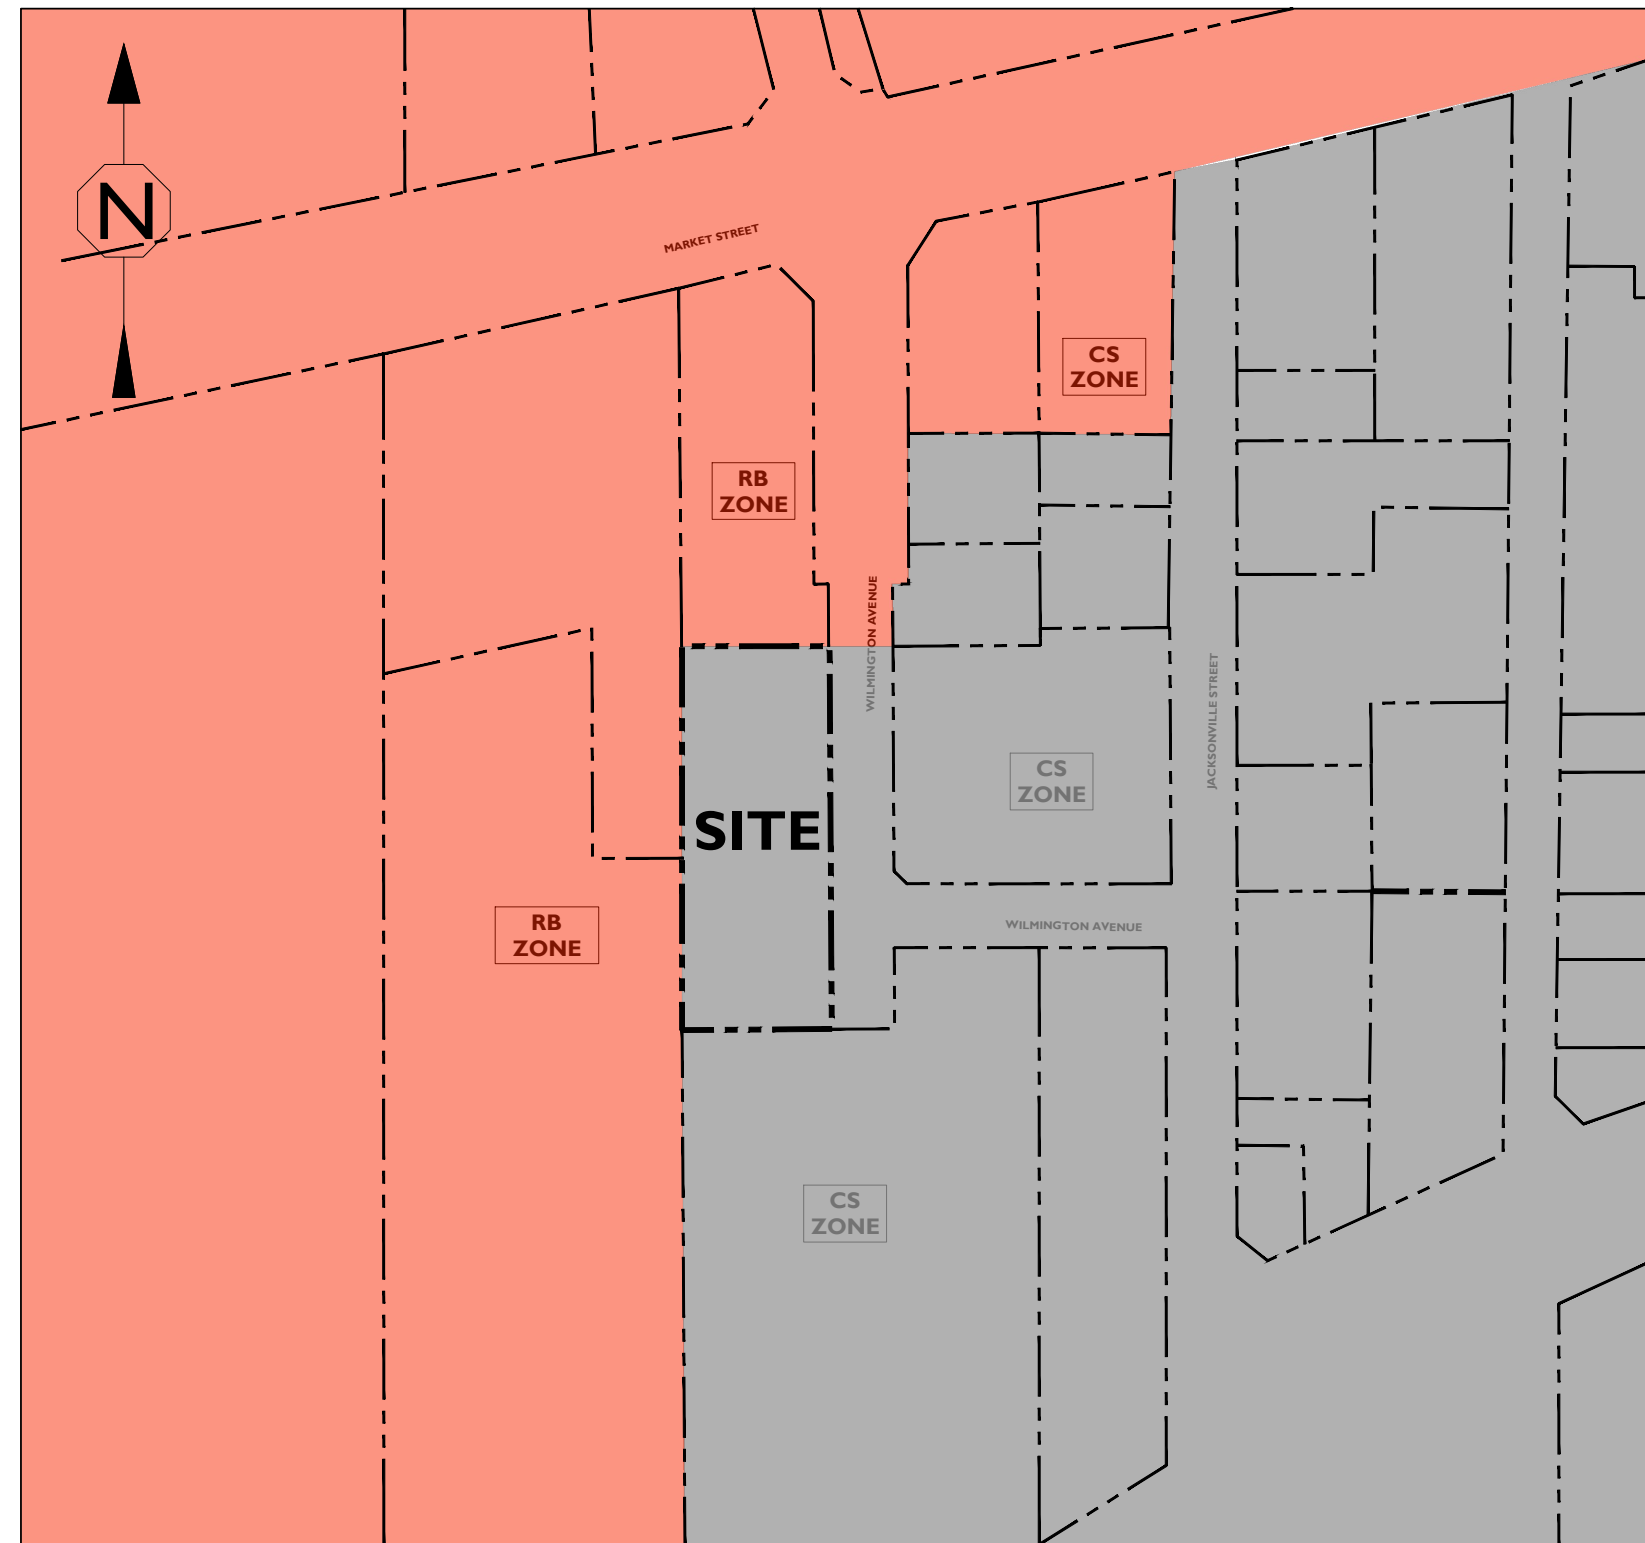 N
MARKET STREET
CS
ZONE
RB
ZONE
WILMINGTON AVENUE
JACKSONVILLE STREET
CS
ZONE
SITE
RB
ZONE
WILMINGTON AVENUE
CS
ZONE